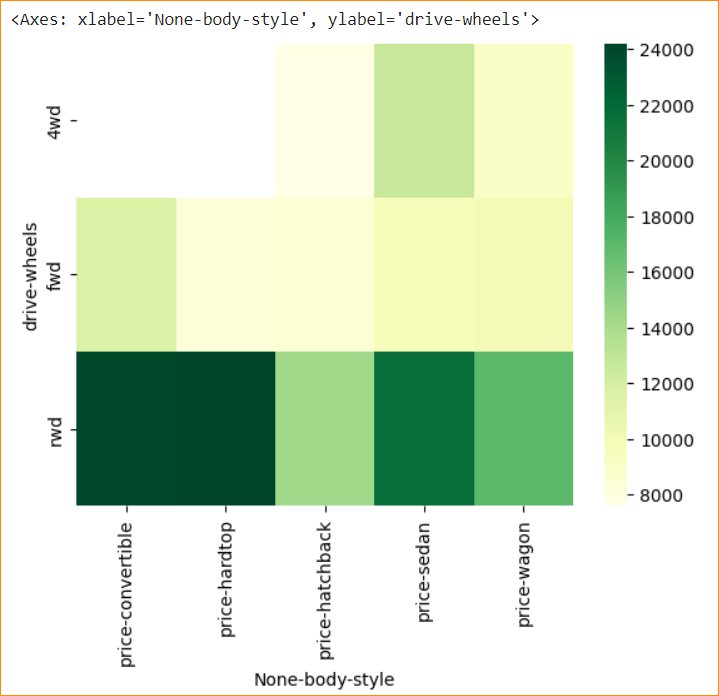 <Axes: xlabel='None-body-style', ylabel='drive-wheels'>
drive-wheels
4wd
fwd
rwd
price-convertible
price-hardtop
price-hatchback
price-sedan
price-wagon
None-body-style
24000
22000
20000
18000
16000
14000
12000
10000
8000